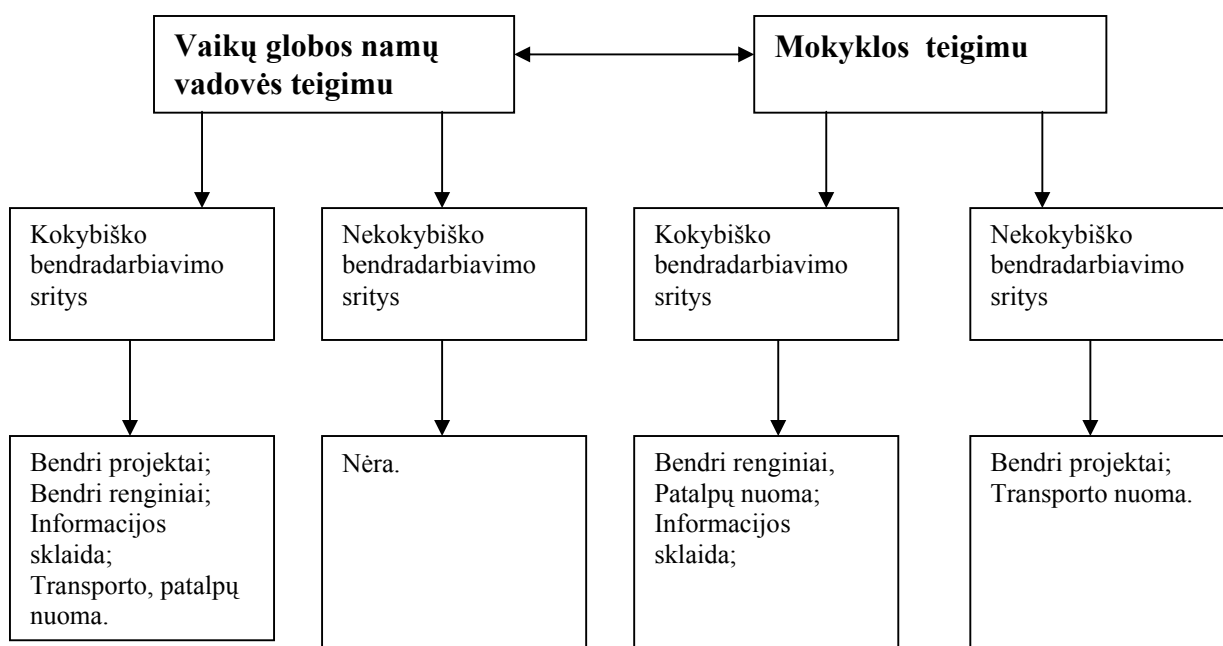 Vaikų globos namų
vadovės teigimu
Mokyklos teigimu
Kokybiško
bendradarbiavimo
sritys
Nekokybiško
bendradarbiavimo
sritys
Kokybiško
bendradarbiavimo
sritys
Nekokybiško
bendradarbiavimo
sritys
Bendri projektai;
Bendri renginiai;
Informacijos
sklaida;
Transporto, patalpų
nuoma.
Nėra.
Bendri renginiai,
Patalpų nuoma;
Informacijos
sklaida;
Bendri projektai;
Transporto nuoma.